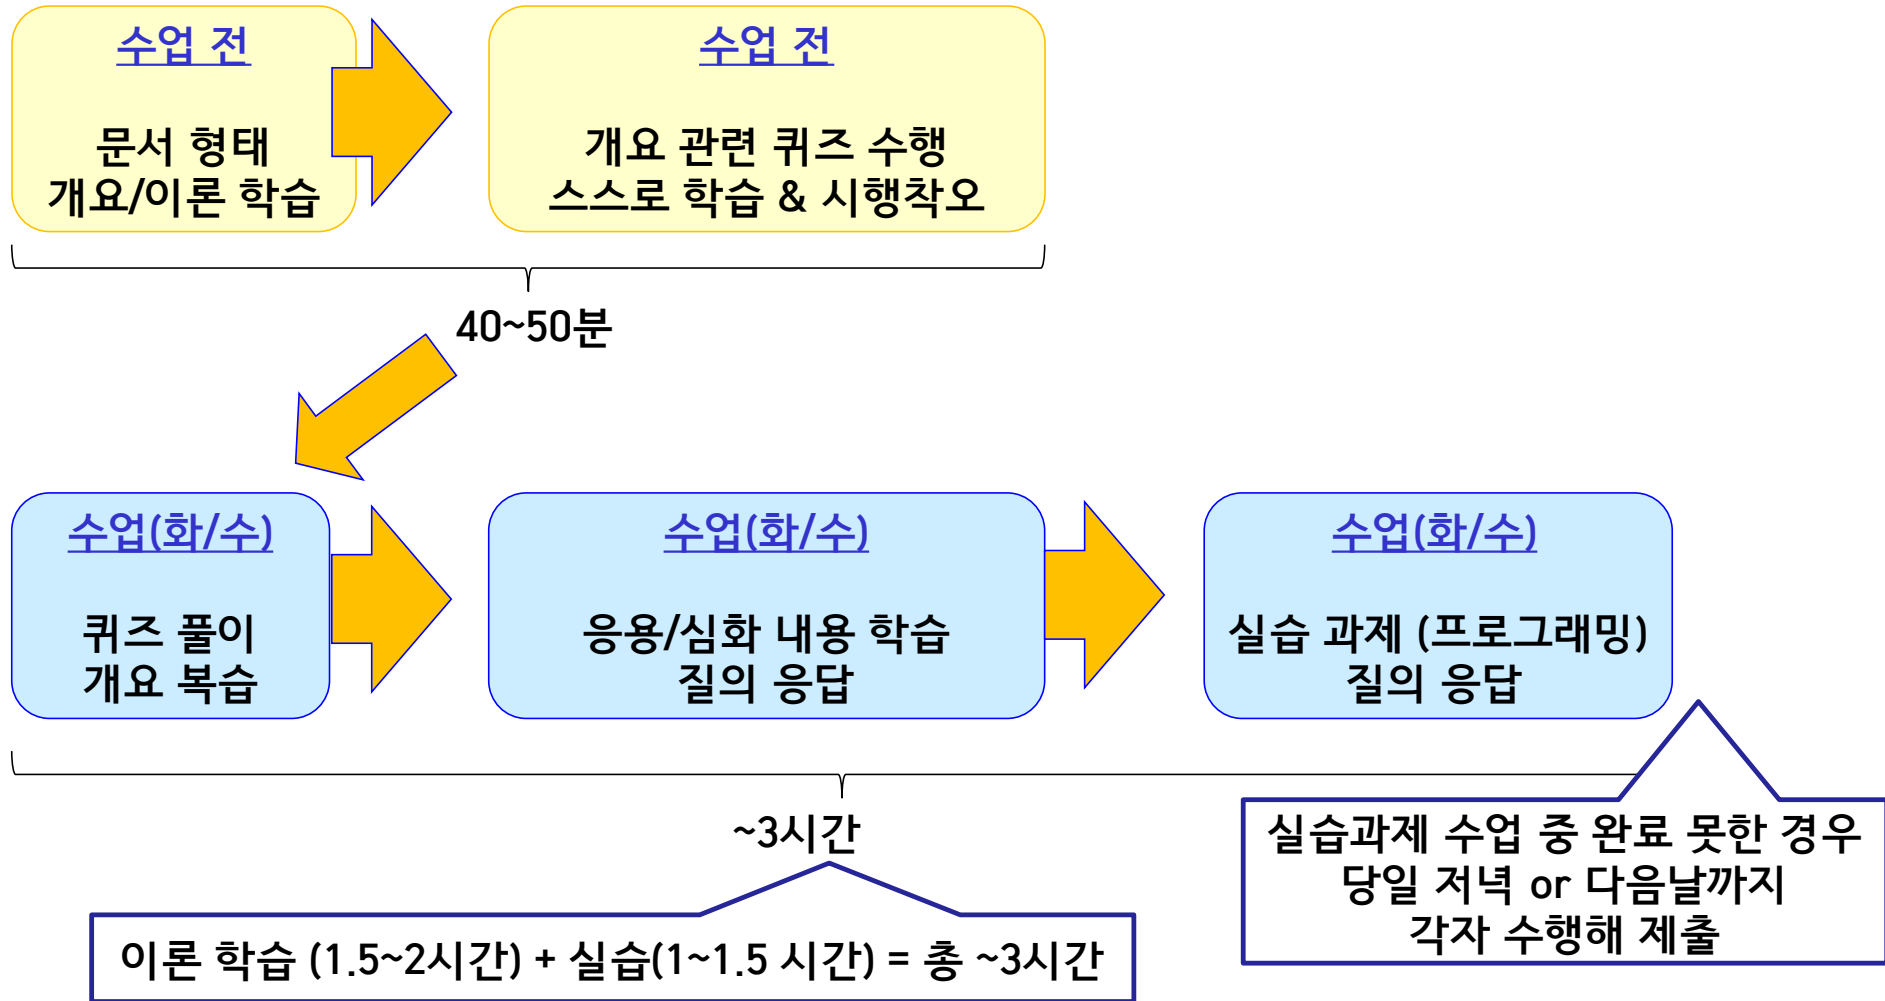 수업 전
문서 형태
개요/이론 학습
수업 전
개요 관련 퀴즈 수행
스스로 학습 & 시행착오
40~50분
수업(화/수)
퀴즈 풀이
개요 복습
수업(화/수)
응용/심화 내용 학습
질의 응답
수업(화/수)
실습 과제 (프로그래밍)
질의 응답
~3시간
이론 학습 (1.5~2시간) + 실습(1~1.5 시간) = 총 ~3시간
실습과제 수업 중 완료 못한 경우
당일 저녁 or 다음날까지
각자 수행해 제출